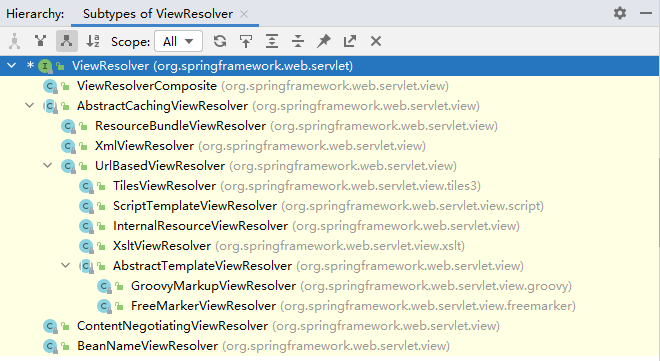 Hierarchy: Subtypes of ViewResolver
Scope: All
* ViewResolver (org.springframework.web.servlet)
ViewResolverComposite (org.springframework.web.servlet.view)
AbstractCachingViewResolver (org.springframework.web.servlet.view)
ResourceBundleViewResolver (org.springframework.web.servlet.view)
XmlViewResolver (org.springframework.web.servlet.view)
UrlBasedViewResolver (org.springframework.web.servlet.view)
TilesViewResolver (org.springframework.web.servlet.view.tiles3)
ScriptTemplateViewResolver (org.springframework.web.servlet.view.script)
InternalResourceViewResolver (org.springframework.web.servlet.view)
XsltViewResolver (org.springframework.web.servlet.view.xslt)
AbstractTemplateViewResolver (org.springframework.web.servlet.view)
GroovyMarkupViewResolver (org.springframework.web.servlet.view.groovy)
FreeMarkerViewResolver (org.springframework.web.servlet.view.freemarker)
ContentNegotiatingViewResolver (org.springframework.web.servlet.view)
BeanNameViewResolver (org.springframework.web.servlet.view)